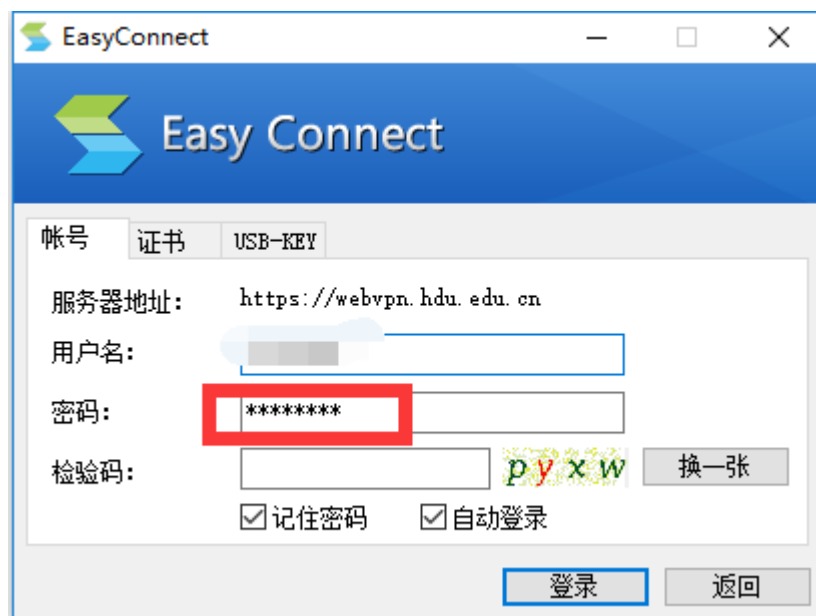 EasyConnect
Easy Connect
帐号 证书 USB-KEY
服务器地址： https://webvpn.hdu.edu.cn
用户名：
密码： ********
检验码： pyxw 换一张
记住密码 自动登录
登录 返回